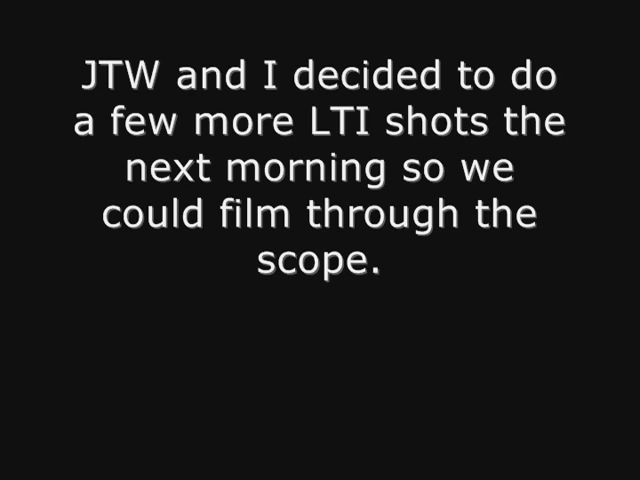 JTW and I decided to do
a few more LTI shots the
next morning so we
could film through the
scope.